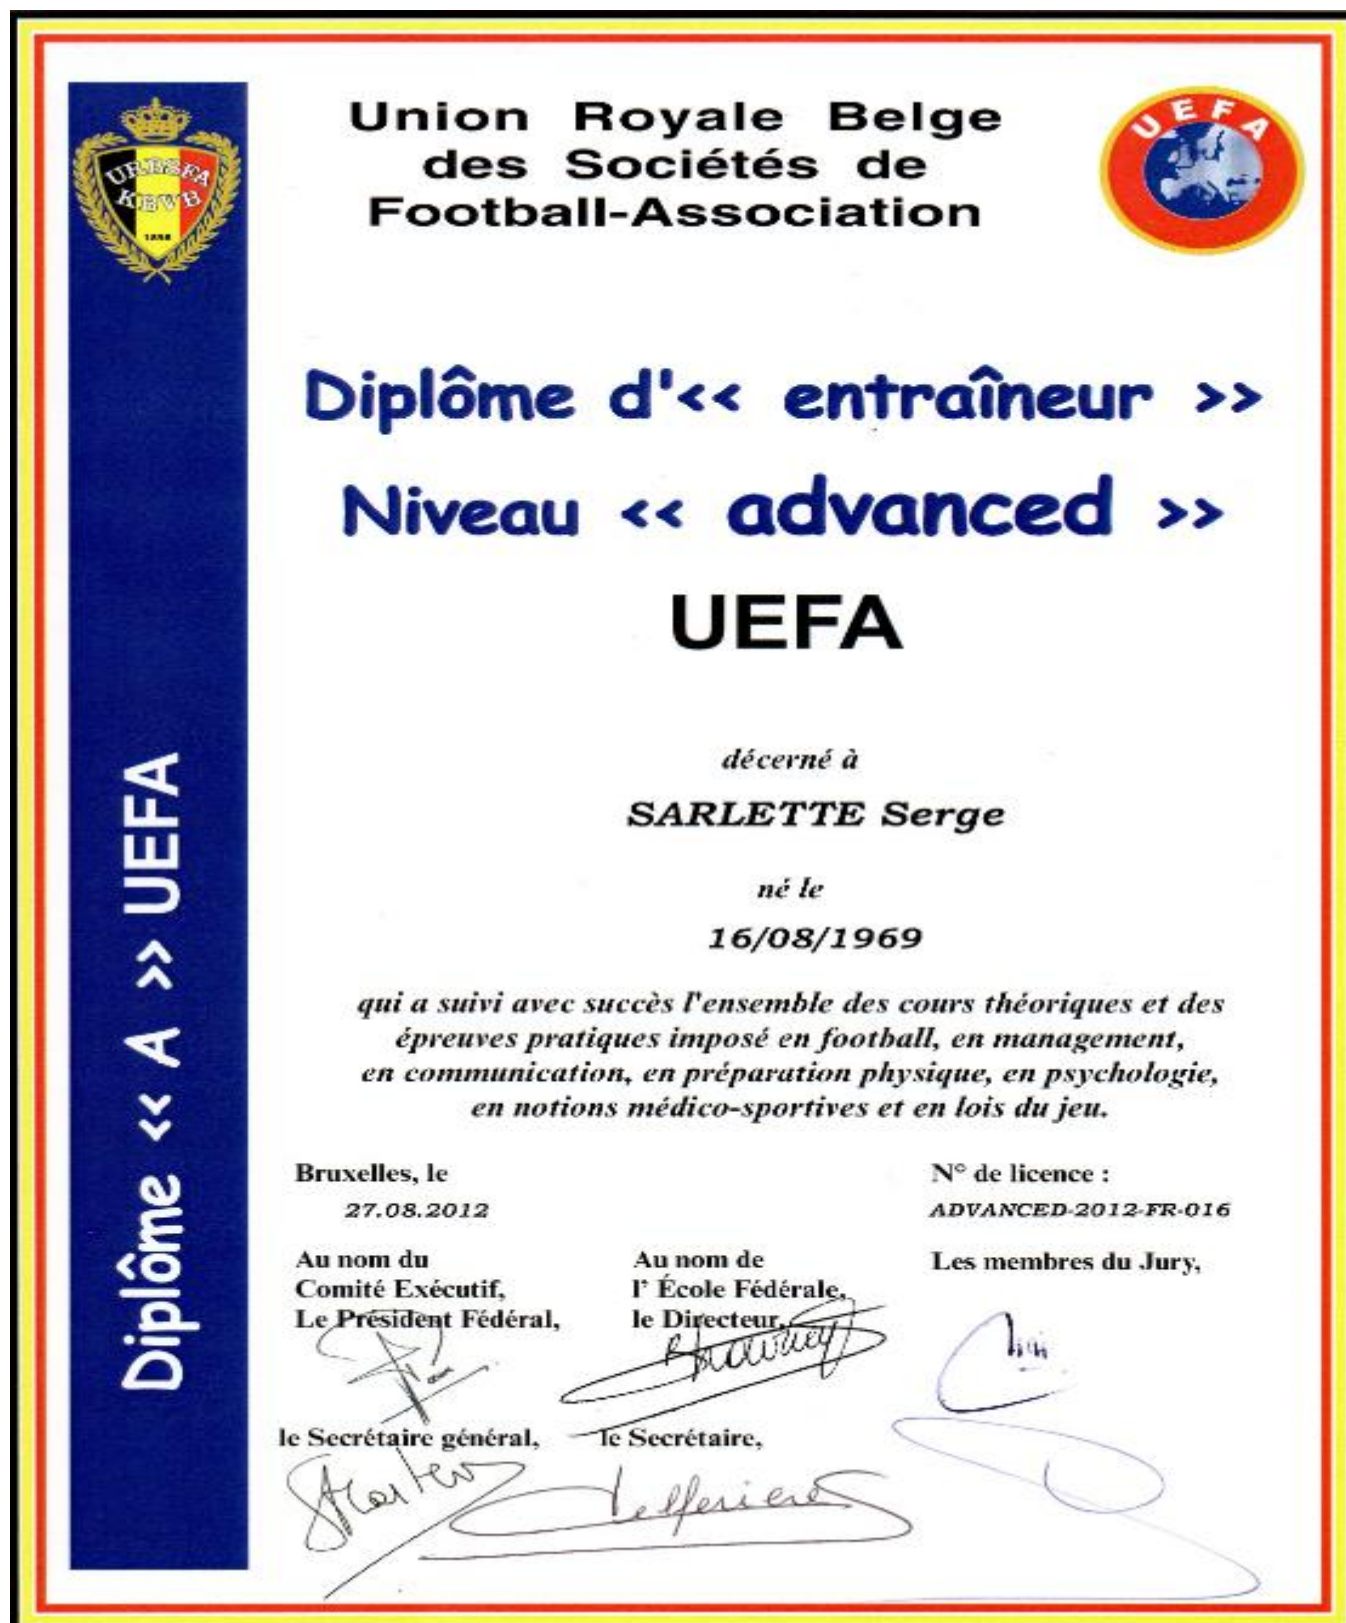 URBSFA
KBVB
1895
Union Royale Belge
des Sociétés de
Football-Association
UEFA
Diplôme d'<< entraîneur >>
Niveau << advanced >>
UEFA
décerné à
SARLETTE Serge
né le
16/08/1969
qui a suivi avec succès l'ensemble des cours théoriques et des
épreuves pratiques imposé en football, en management,
en communication, en préparation physique, en psychologie,
en notions médico-sportives et en lois du jeu.
Bruxelles, le
27.08.2012
N° de licence :
ADVANCED-2012-FR-016
Au nom du
Comité Exécutif,
Le Président Fédéral,
Au nom de
l' École Fédérale,
le Directeur,
Les membres du Jury,
le Secrétaire général,
le Secrétaire,
Diplôme << A >> UEFA